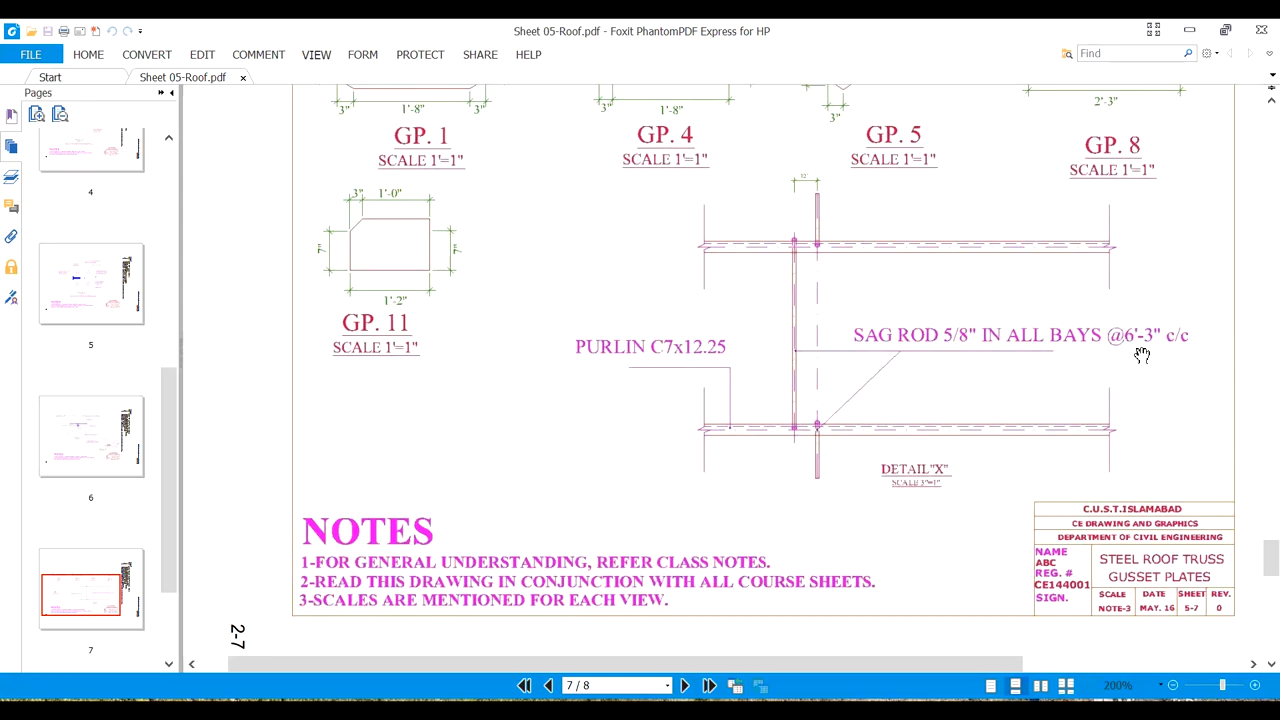 Sheet 05-Roof.pdf - Foxit PhantomPDF Express for HP
FILE HOME CONVERT EDIT COMMENT VIEW FORM PROTECT SHARE HELP
Find
Start Sheet 05-Roof.pdf
Pages
4
5
6
7
3" 1'-8" 3"
GP. 1
SCALE 1'=1"
3" 1'-8"
GP. 4
SCALE 1'=1"
3"
GP. 5
SCALE 1'=1"
2'-3"
GP. 8
SCALE 1'=1"
3" 1'-0"
7" 7"
1'-2"
GP. 11
SCALE 1'=1"
12'
PURLIN C7x12.25
SAG ROD 5/8" IN ALL BAYS @6'-3" c/c
DETAIL"X"
SCALE 3"=1"
NOTES
1-FOR GENERAL UNDERSTANDING, REFER CLASS NOTES.
2-READ THIS DRAWING IN CONJUNCTION WITH ALL COURSE SHEETS.
3-SCALES ARE MENTIONED FOR EACH VIEW.
C.U.S.T.ISLAMABAD
CE DRAWING AND GRAPHICS
DEPARTMENT OF CIVIL ENGINEERING
NAME
ABC
REG. #
CE144001
SIGN.
STEEL ROOF TRUSS
GUSSET PLATES
SCALE DATE SHEET REV.
NOTE-3 MAY. 16 5-7 0
2-7
7 / 8
200%